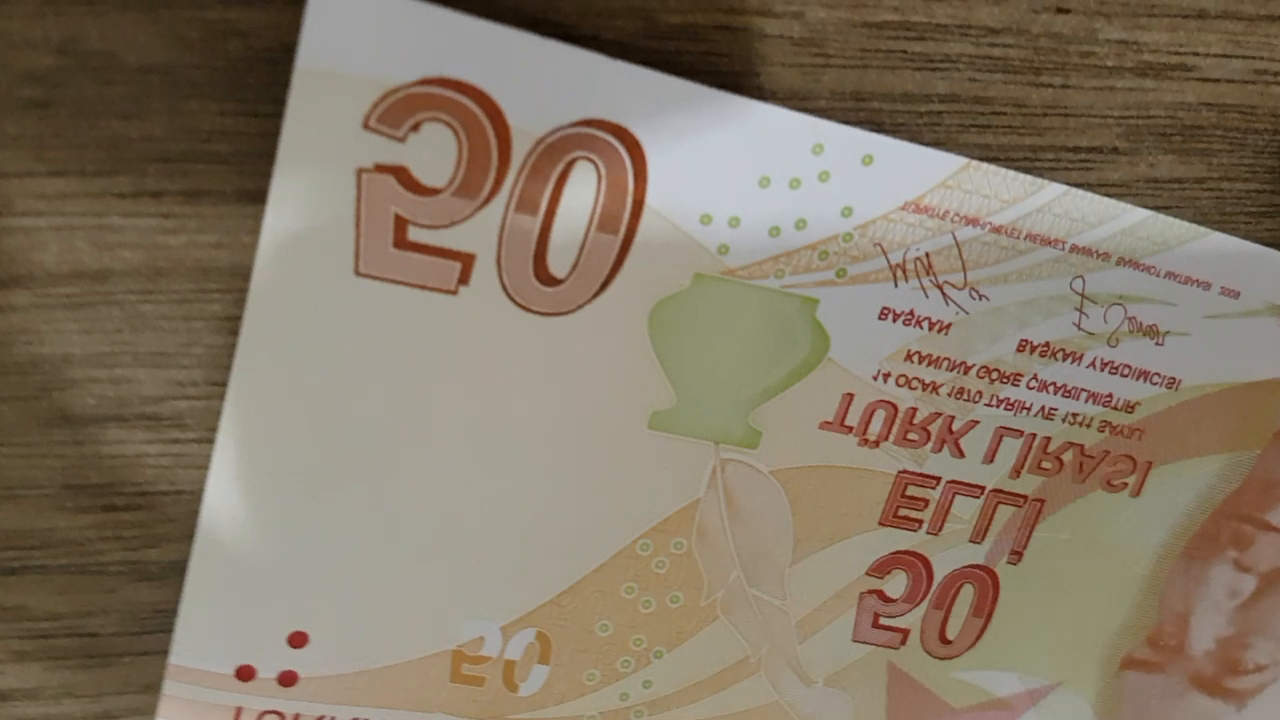 50
50
ELLİ
TÜRK LİRASI
14 OCAK 1970 TARİH VE 1211 SAYILI
KANUNA GÖRE ÇIKARILMIŞTIR.
BAŞKAN BAŞKAN YARDIMCISI
TÜRKİYE CUMHURİYET MERKEZ BANKASI BANKNOT MATBAASI 2009
50